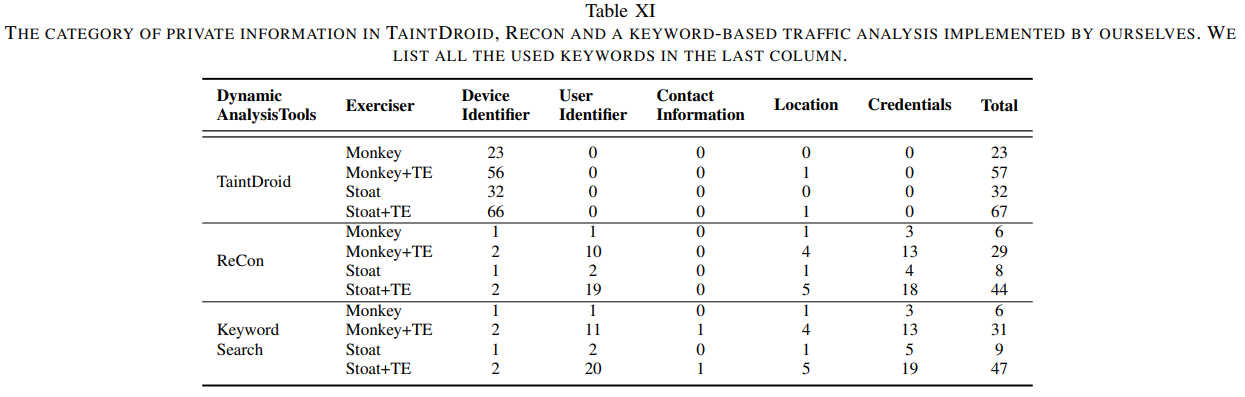 Table XI
THE CATEGORY OF PRIVATE INFORMATION IN TAINTDROID, RECON AND A KEYWORD-BASED TRAFFIC ANALYSIS IMPLEMENTED BY OURSELVES. WE
LIST ALL THE USED KEYWORDS IN THE LAST COLUMN.
Dynamic AnalysisTools Exerciser Device Identifier User Identifier Contact Information Location Credentials Total
TaintDroid
Monkey 23 0 0 0 0 23
Monkey+TE 56 0 0 1 0 57
Stoat 32 0 0 0 0 32
Stoat+TE 66 0 0 1 0 67
ReCon
Monkey 1 1 0 1 3 6
Monkey+TE 2 10 0 4 13 29
Stoat 1 2 0 1 4 8
Stoat+TE 2 19 0 5 18 44
Keyword Search
Monkey 1 1 0 1 3 6
Monkey+TE 2 11 1 4 13 31
Stoat 1 2 0 1 5 9
Stoat+TE 2 20 1 5 19 47